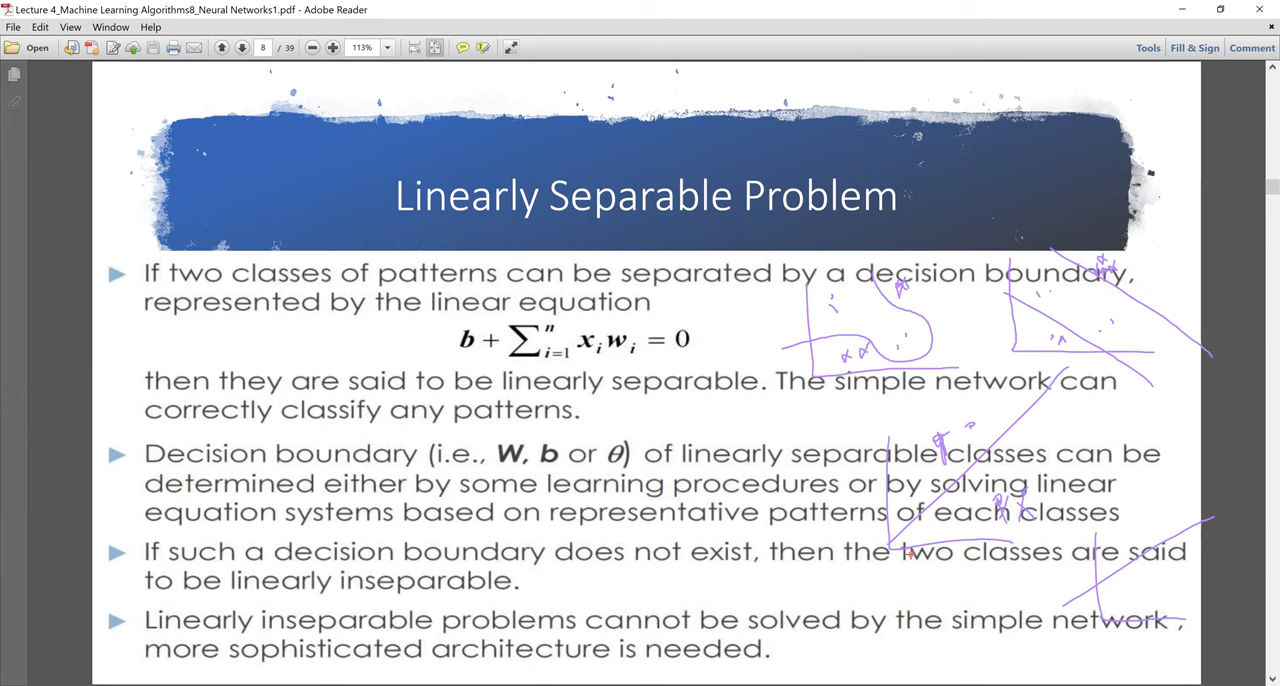 Lecture 4_Machine Learning Algorithms8_Neural Networks1.pdf - Adobe Reader
File Edit View Window Help
Open 8 / 39 113% Tools Fill & Sign Comment
Linearly Separable Problem
If two classes of patterns can be separated by a decision boundary,
represented by the linear equation
b + ∑ⁿᵢ₌₁ xᵢwᵢ = 0
then they are said to be linearly separable. The simple network can
correctly classify any patterns.
Decision boundary (i.e., W, b or θ) of linearly separable classes can be
determined either by some learning procedures or by solving linear
equation systems based on representative patterns of each classes
If such a decision boundary does not exist, then the two classes are said
to be linearly inseparable.
Linearly inseparable problems cannot be solved by the simple network ,
more sophisticated architecture is needed.